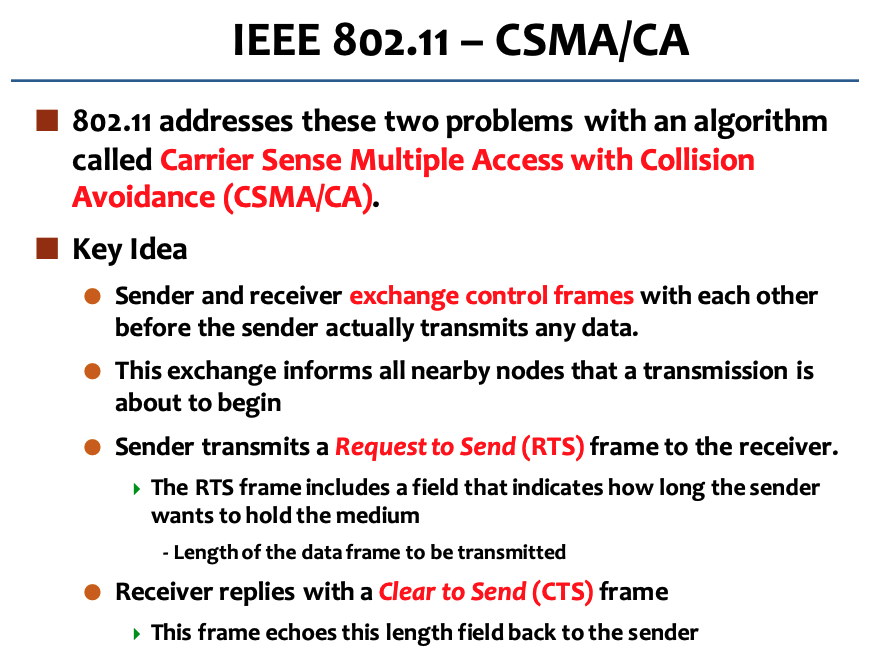 IEEE 802.11 – CSMA/CA
802.11 addresses these two problems with an algorithm
called Carrier Sense Multiple Access with Collision
Avoidance (CSMA/CA).
Key Idea
Sender and receiver exchange control frames with each other
before the sender actually transmits any data.
This exchange informs all nearby nodes that a transmission is
about to begin
Sender transmits a Request to Send (RTS) frame to the receiver.
The RTS frame includes a field that indicates how long the sender
wants to hold the medium
- Length of the data frame to be transmitted
Receiver replies with a Clear to Send (CTS) frame
This frame echoes this length field back to the sender